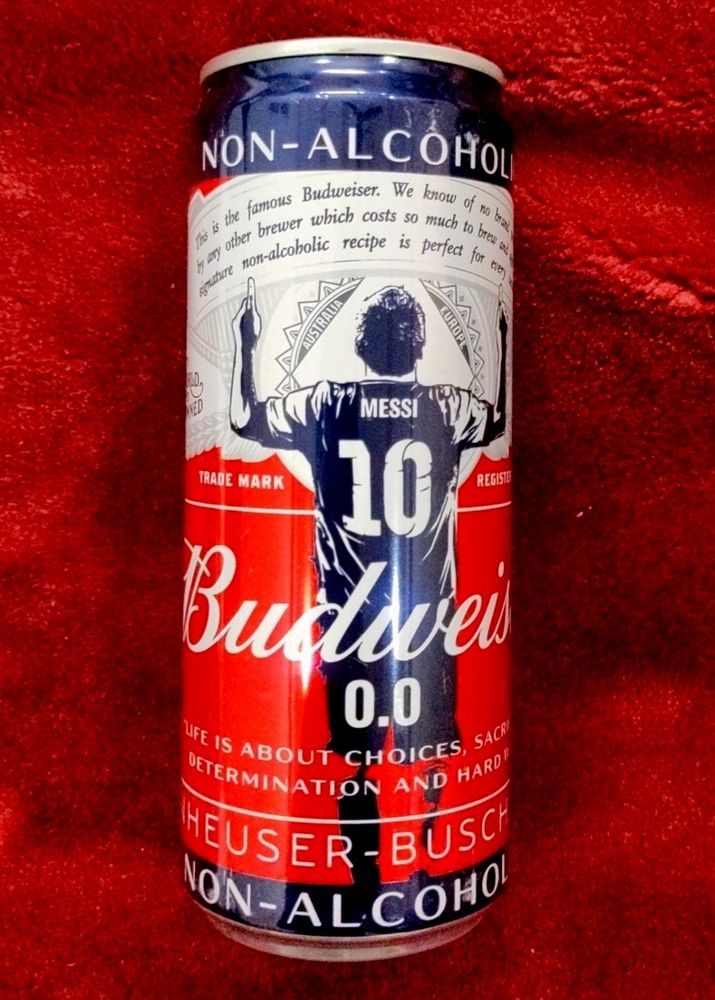 NON-ALCOHOL
This is the famous Budweiser. We know of no brand
by any other brewer which costs so much to brew and
signature non-alcoholic recipe is perfect for every
AUSTRALIA
EUROPE
MESSI
10
TRADE MARK
REGISTE
Budweis
0.0
"LIFE IS ABOUT CHOICES, SACRI
DETERMINATION AND HARD W
NHEUSER-BUSCH
NON-ALCOHOL